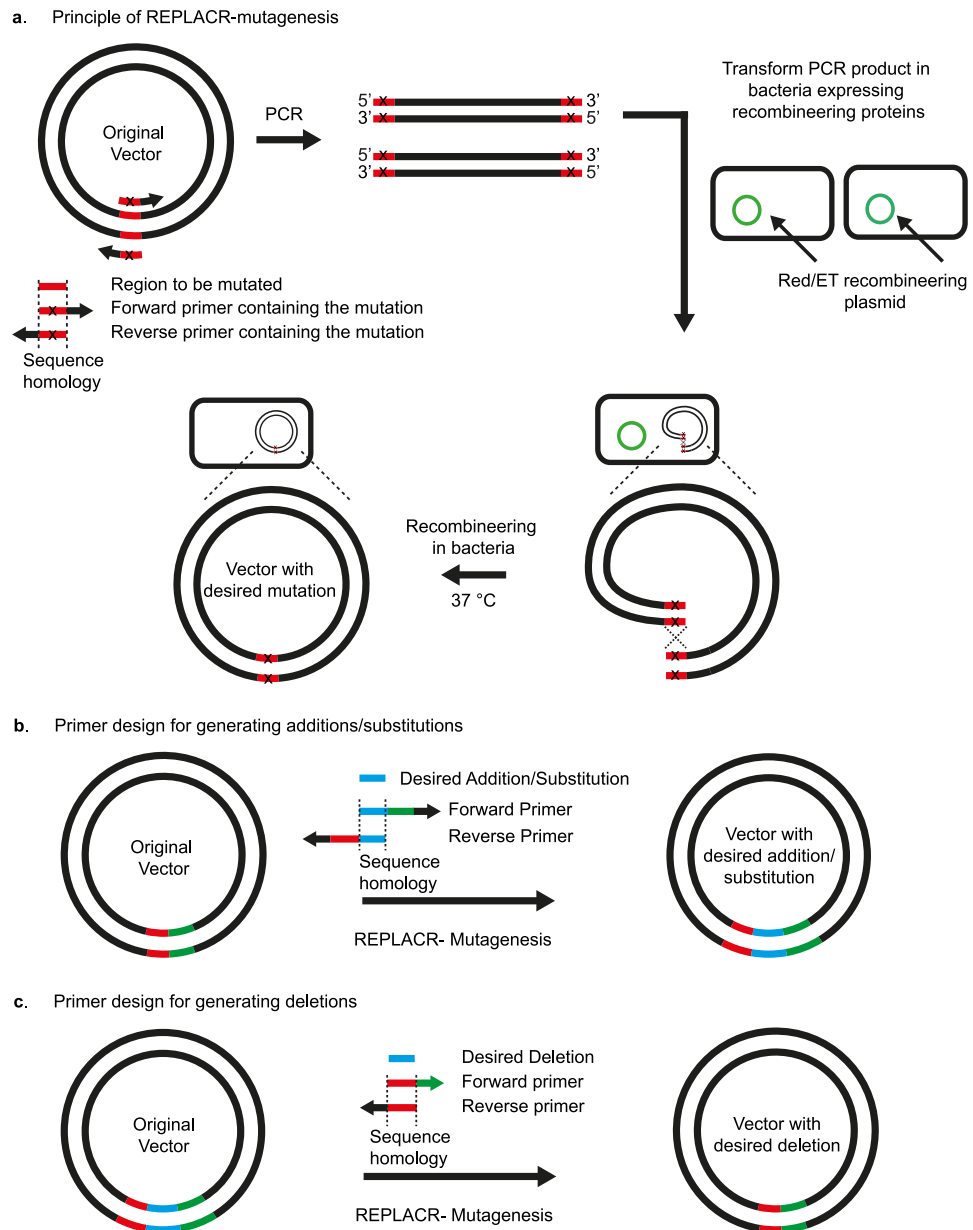 a. Principle of REPLACR-mutagenesis
Original
Vector
PCR
5' x x 3'
3' x x 5'
5' x x 3'
3' x x 5'
Transform PCR product in
bacteria expressing
recombineering proteins
Red/ET recombineering
plasmid
Region to be mutated
Forward primer containing the mutation
Reverse primer containing the mutation
Sequence
homology
Recombineering
in bacteria
37 °C
Vector with
desired mutation
b. Primer design for generating additions/substitutions
Original
Vector
Desired Addition/Substitution
Forward Primer
Reverse Primer
Sequence
homology
REPLACR- Mutagenesis
Vector with
desired addition/
substitution
c. Primer design for generating deletions
Original
Vector
Desired Deletion
Forward primer
Reverse primer
Sequence
homology
REPLACR- Mutagenesis
Vector with
desired deletion